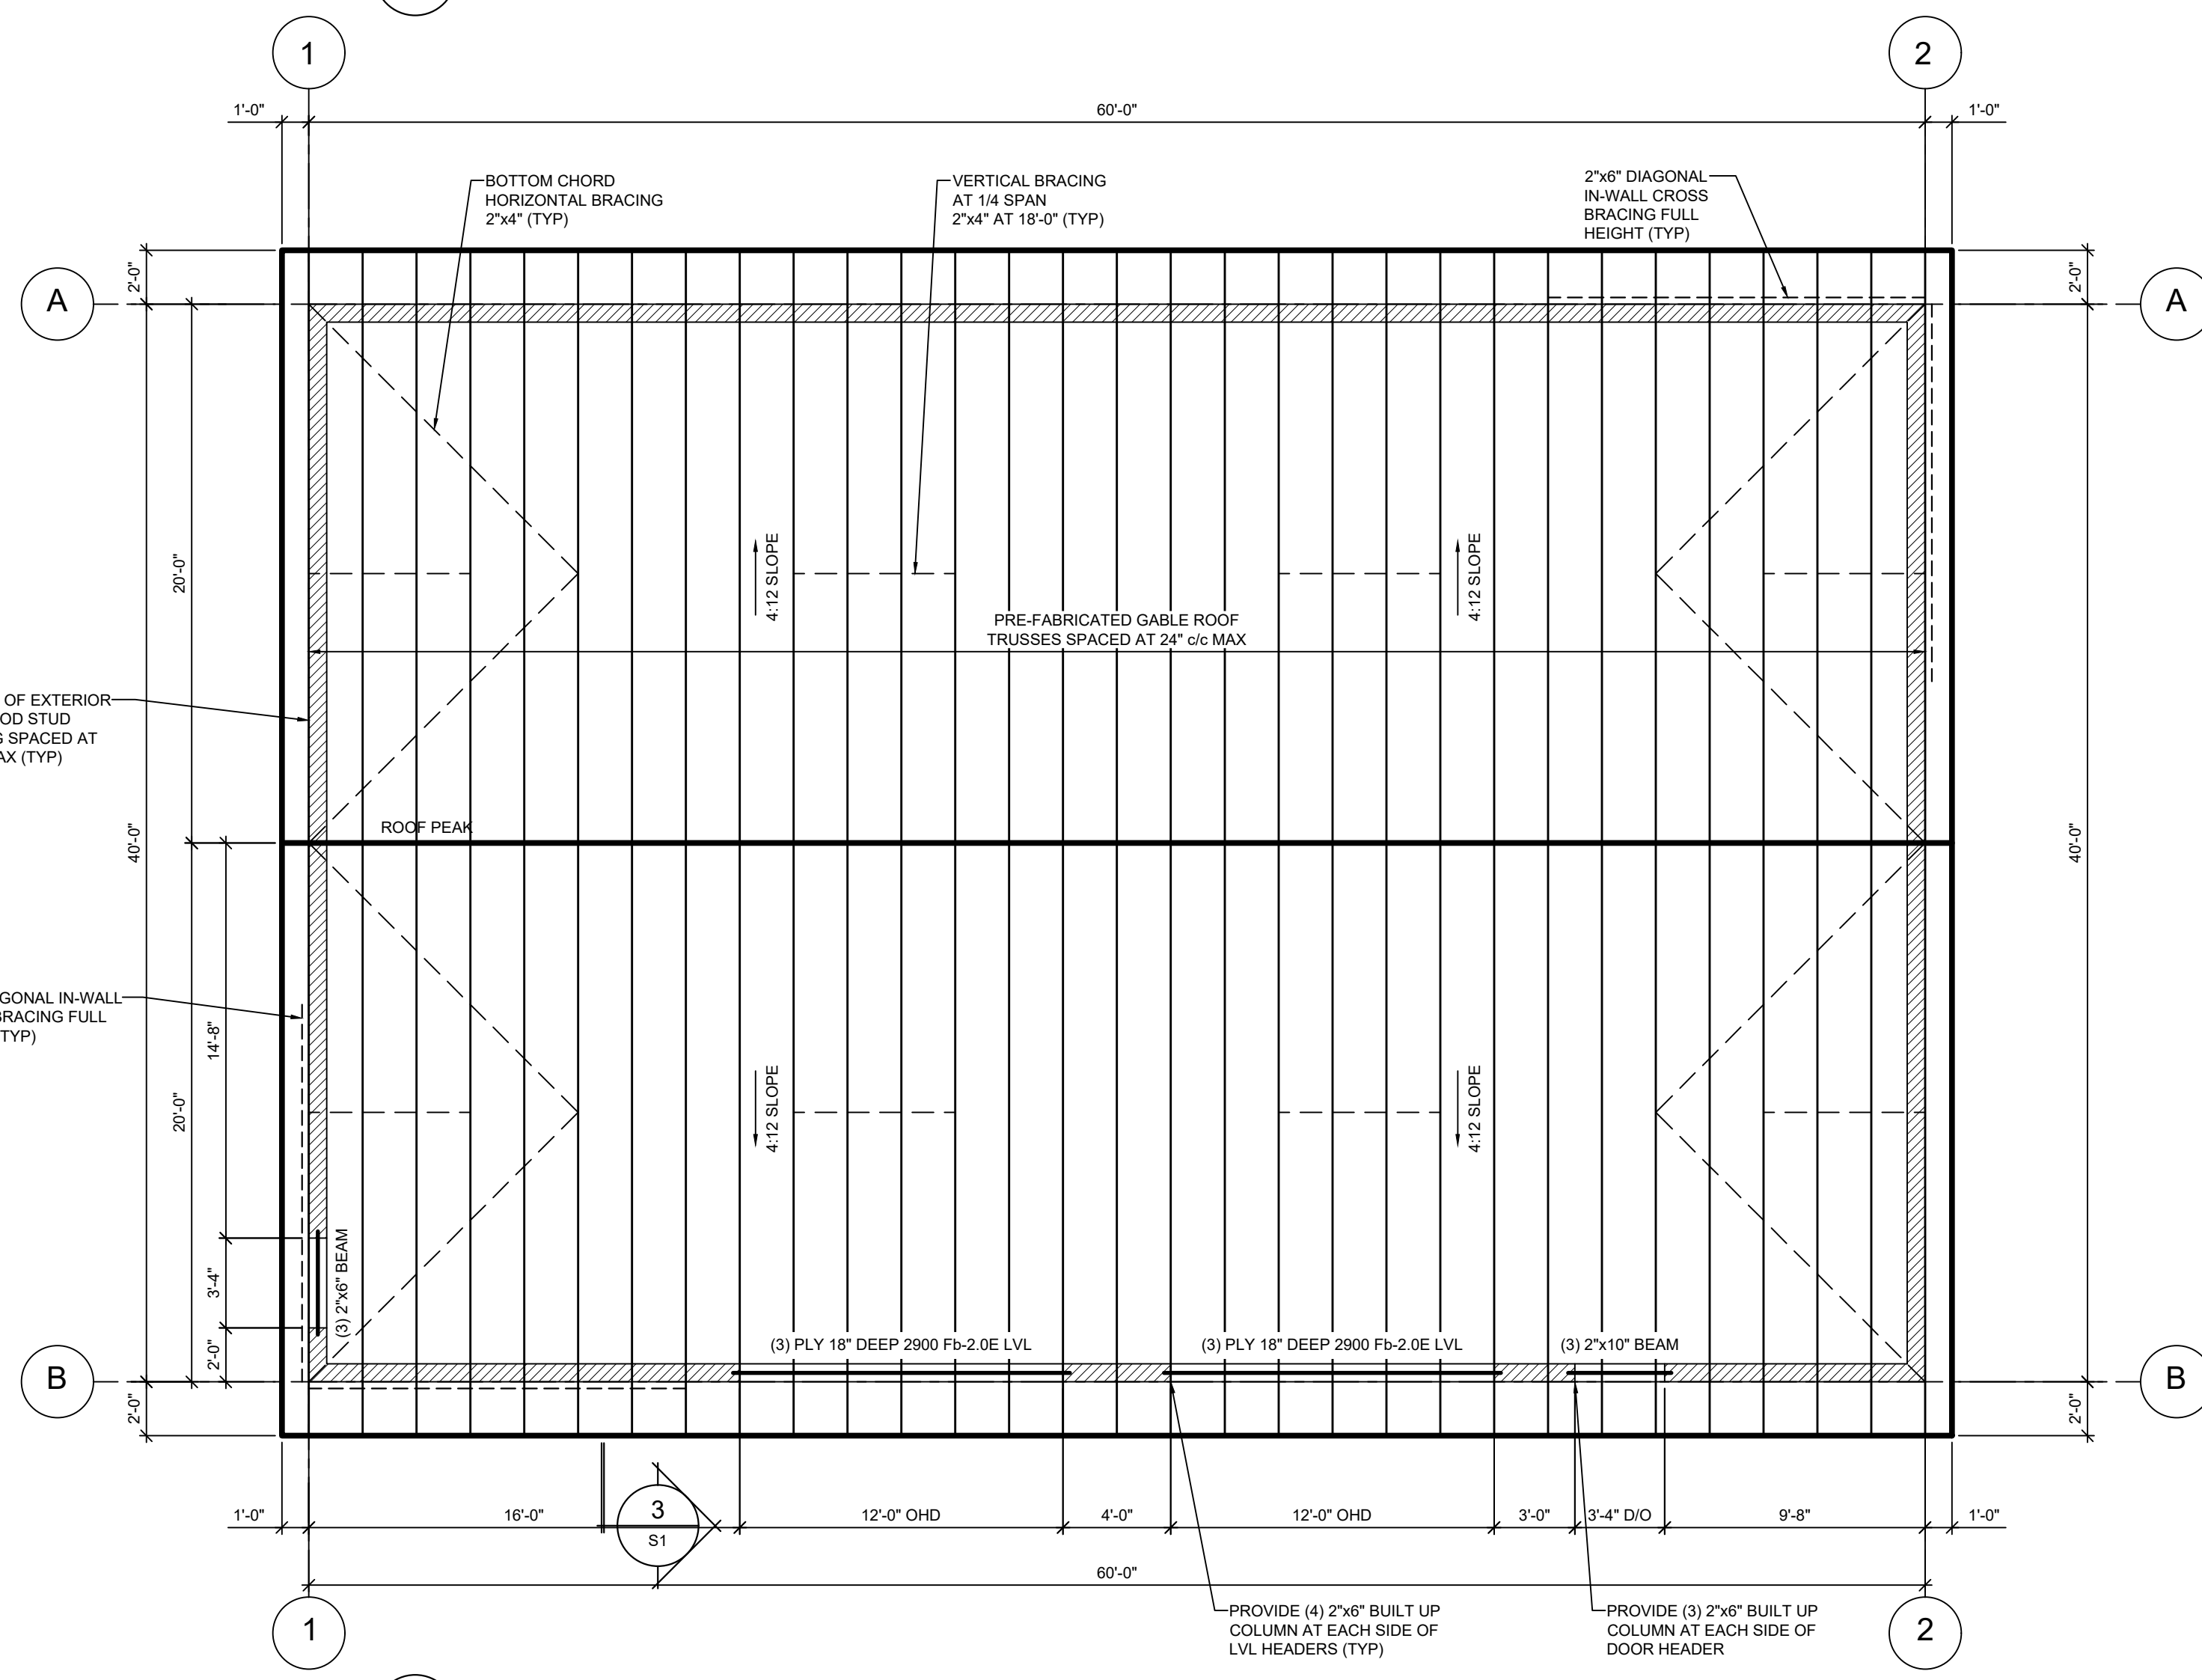 1
2
1'-0"
60'-0"
1'-0"
BOTTOM CHORD
HORIZONTAL BRACING
2"x4" (TYP)
VERTICAL BRACING
AT 1/4 SPAN
2"x4" AT 18'-0" (TYP)
2"x6" DIAGONAL
IN-WALL CROSS
BRACING FULL
HEIGHT (TYP)
2'-0"
2'-0"
A
A
20'-0"
4:12 SLOPE
4:12 SLOPE
PRE-FABRICATED GABLE ROOF
TRUSSES SPACED AT 24" c/c MAX
OF EXTERIOR
OD STUD
G SPACED AT
AX (TYP)
ROOF PEAK
40'-0"
40'-0"
AGONAL IN-WALL
BRACING FULL
TYP)
14'-8"
20'-0"
4:12 SLOPE
4:12 SLOPE
3'-4"
(3) 2"x6" BEAM
2'-0"
(3) PLY 18" DEEP 2900 Fb-2.0E LVL
(3) PLY 18" DEEP 2900 Fb-2.0E LVL
(3) 2"x10" BEAM
B
B
2'-0"
2'-0"
1'-0"
16'-0"
3
S1
12'-0" OHD
4'-0"
12'-0" OHD
3'-0"
3'-4" D/O
9'-8"
1'-0"
60'-0"
PROVIDE (4) 2"x6" BUILT UP
COLUMN AT EACH SIDE OF
LVL HEADERS (TYP)
PROVIDE (3) 2"x6" BUILT UP
COLUMN AT EACH SIDE OF
DOOR HEADER
1
2